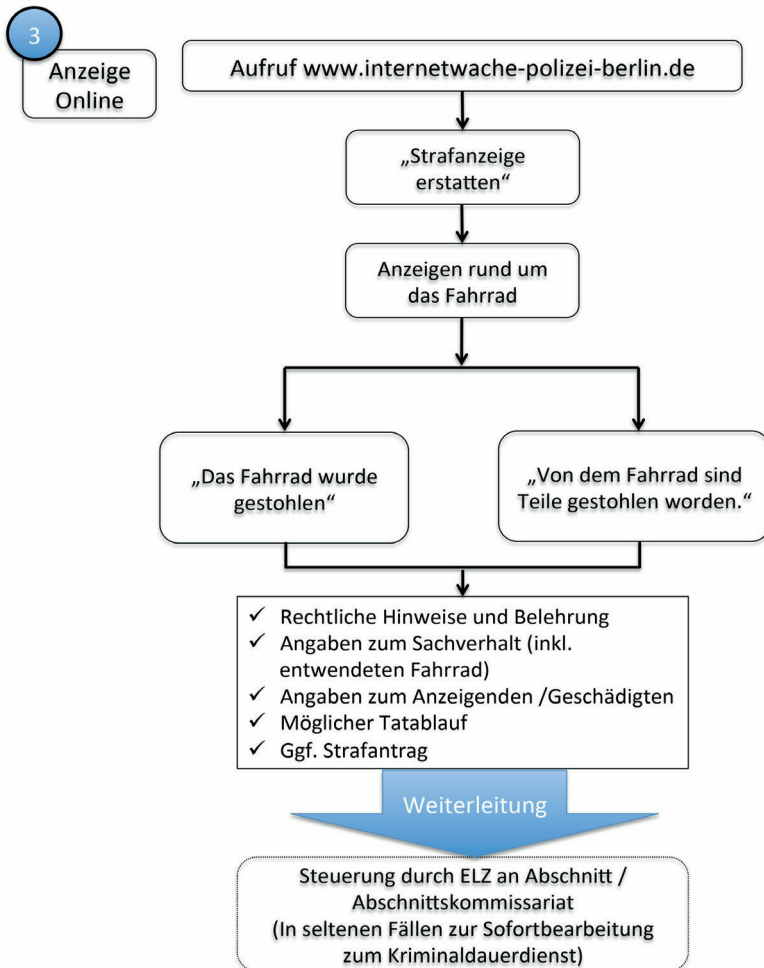 3
Anzeige
Online
Aufruf www.internetwache-polizei-berlin.de
„Strafanzeige
erstatten“
Anzeigen rund um
das Fahrrad
„Das Fahrrad wurde
gestohlen“
„Von dem Fahrrad sind
Teile gestohlen worden.“
✓ Rechtliche Hinweise und Belehrung
✓ Angaben zum Sachverhalt (inkl.
entwendeten Fahrrad)
✓ Angaben zum Anzeigenden /Geschädigten
✓ Möglicher Tatablauf
✓ Ggf. Strafantrag
Weiterleitung
Steuerung durch ELZ an Abschnitt /
Abschnittskommissariat
(In seltenen Fällen zur Sofortbearbeitung
zum Kriminaldauerdienst)